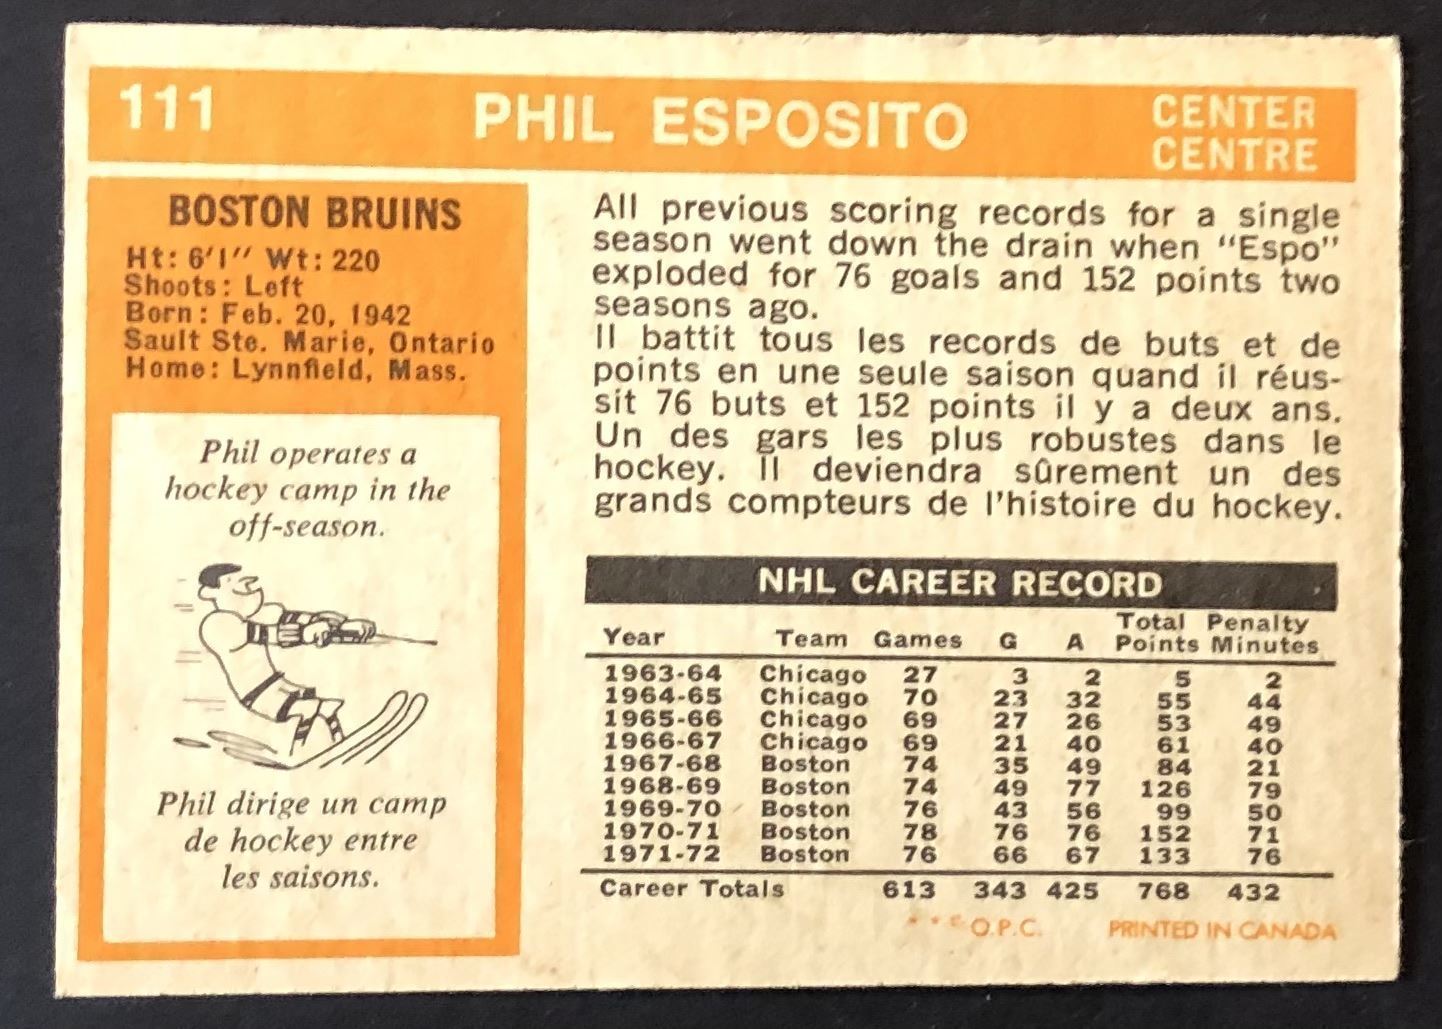 111 PHIL ESPOSITO CENTER
CENTRE
BOSTON BRUINS
Ht: 6'1" Wt: 220
Shoots: Left
Born: Feb. 20, 1942
Sault Ste. Marie, Ontario
Home: Lynnfield, Mass.
Phil operates a
hockey camp in the
off-season.
Phil dirige un camp
de hockey entre
les saisons.
All previous scoring records for a single
season went down the drain when "Espo"
exploded for 76 goals and 152 points two
seasons ago.
Il battit tous les records de buts et de
points en une seule saison quand il réus-
sit 76 buts et 152 points il y a deux ans.
Un des gars les plus robustes dans le
hockey. Il deviendra sûrement un des
grands compteurs de l'histoire du hockey.
NHL CAREER RECORD
Year Team Games G A Total Points Penalty Minutes
1963-64 Chicago 27 3 2 5 2
1964-65 Chicago 70 23 32 55 44
1965-66 Chicago 69 27 26 53 49
1966-67 Chicago 69 21 40 61 40
1967-68 Boston 74 35 49 84 21
1968-69 Boston 74 49 77 126 79
1969-70 Boston 76 43 56 99 50
1970-71 Boston 78 76 76 152 71
1971-72 Boston 76 66 67 133 76
Career Totals 613 343 425 768 432
* * © O.P.C. PRINTED IN CANADA